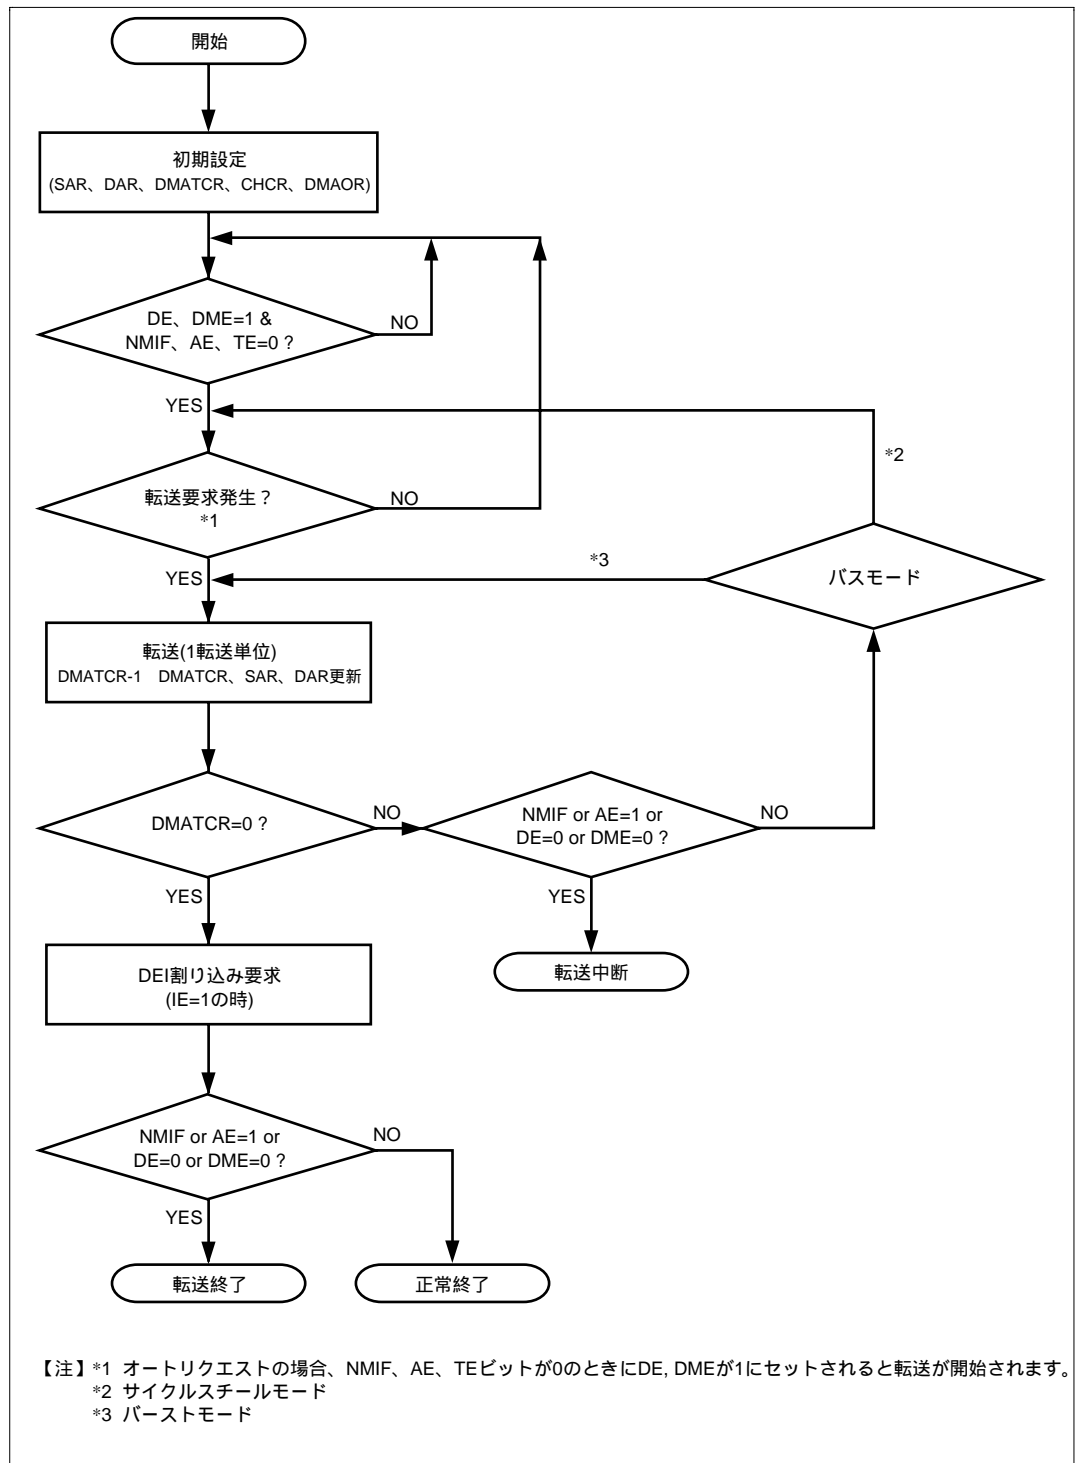 開始
初期設定
(SAR、DAR、DMATCR、CHCR、DMAOR)
DE、DME=1 &
NMIF、AE、TE=0 ?
NO
YES
*2
転送要求発生？
*1
NO
バスモード
*3
YES
転送(1転送単位)
DMATCR-1 DMATCR、SAR、DAR更新
DMATCR=0 ?
NO
NMIF or AE=1 or
DE=0 or DME=0 ?
NO
YES
YES
転送中断
DEI割り込み要求
(IE=1の時)
NMIF or AE=1 or
DE=0 or DME=0 ?
NO
YES
転送終了
正常終了
【注】*1 オートリクエストの場合、NMIF、AE、TEビットが0のときにDE, DMEが1にセットされると転送が開始されます。
*2 サイクルスチールモード
*3 バーストモード